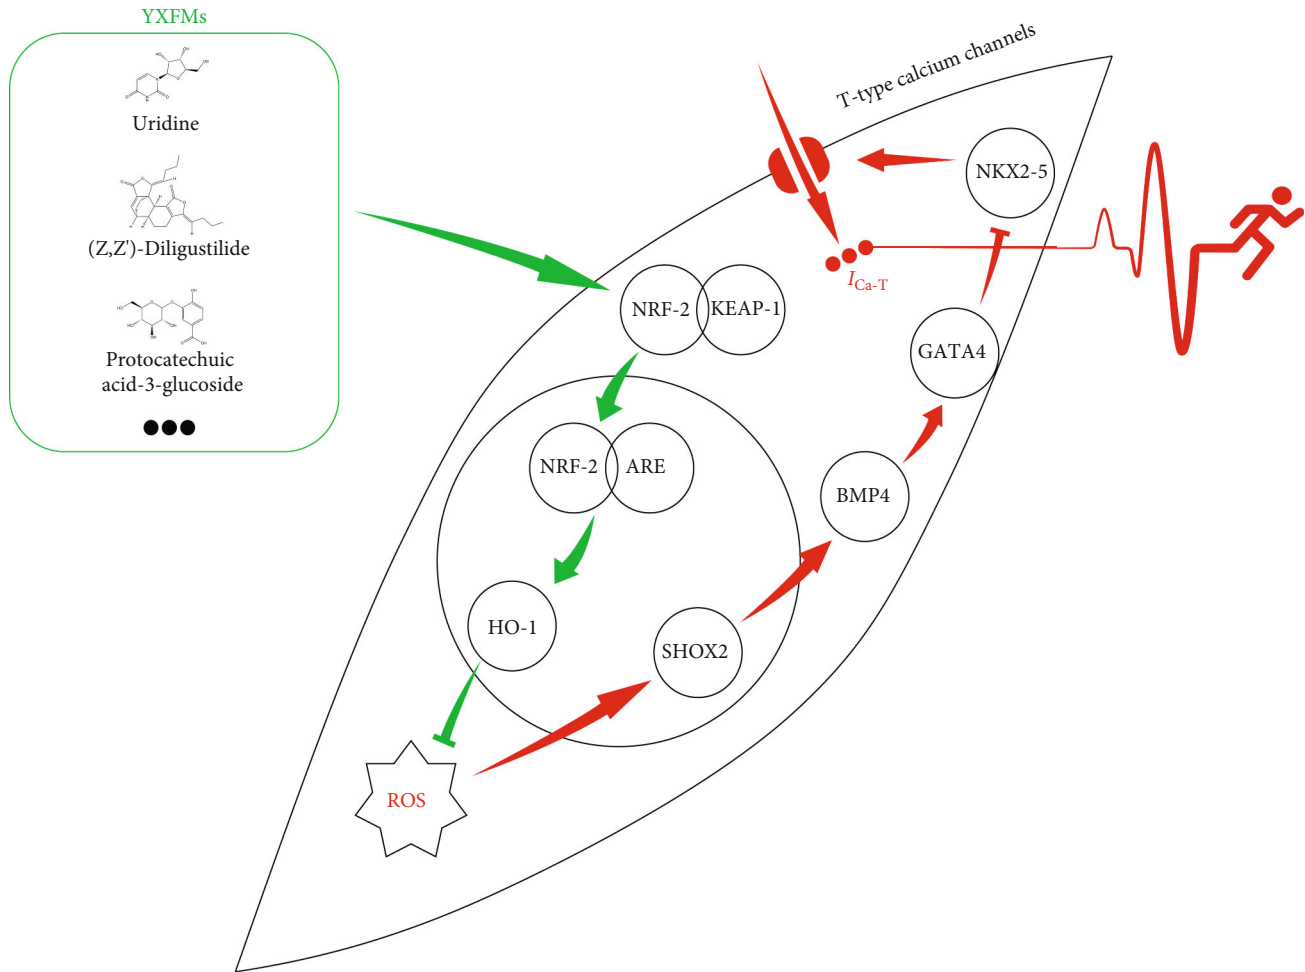 YXFMs
Uridine
(Z,Z')-Diligustilide
Protocatechuic
acid-3-glucoside
T-type calcium channels
NKX2-5
I Ca-T
NRF-2
KEAP-1
GATA4
NRF-2
ARE
BMP4
HO-1
SHOX2
ROS